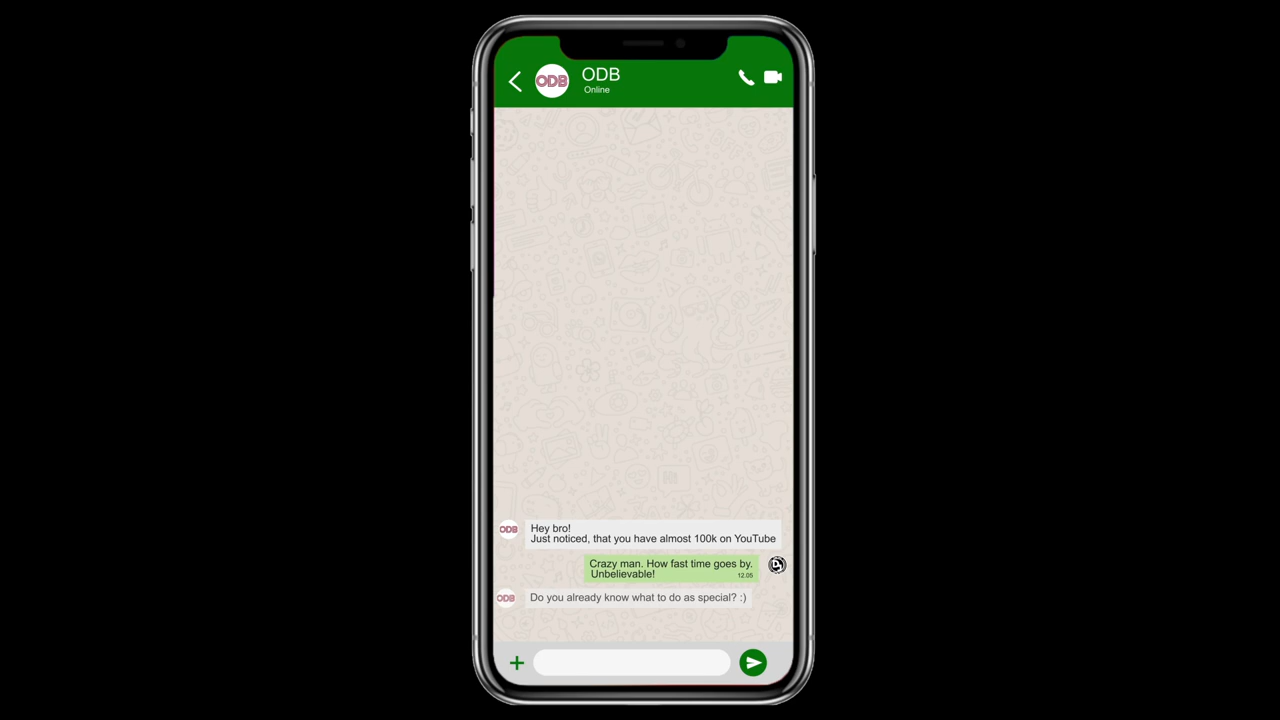 ODB
ODB
Online
ODB
Hey bro!
Just noticed, that you have almost 100k on YouTube
Crazy man. How fast time goes by.
Unbelievable!
12.05
ODB
Do you already know what to do as special? :)